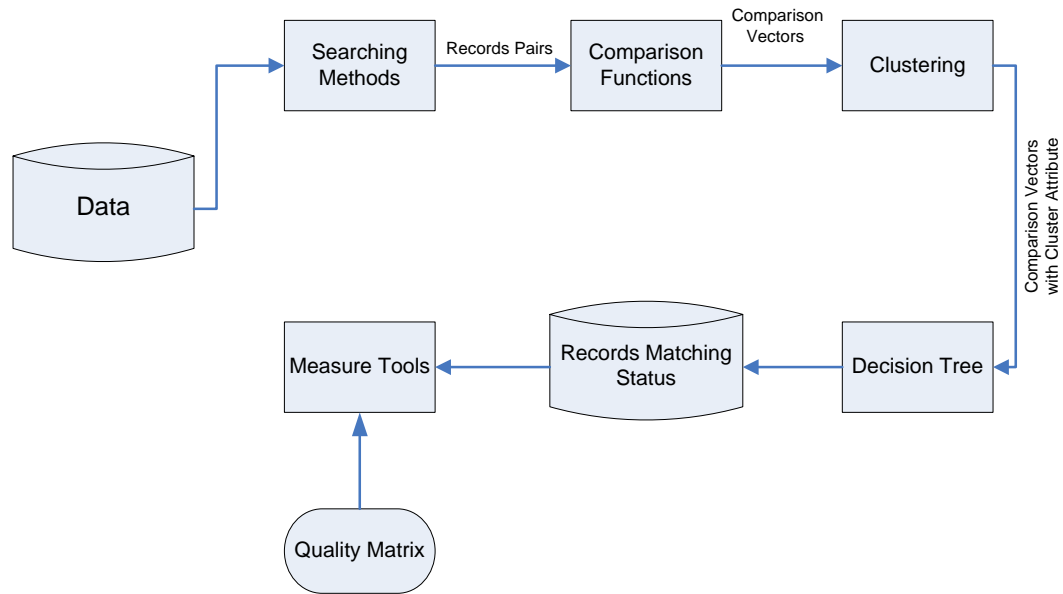 Searching
Methods
Records Pairs
Comparison
Functions
Comparison
Vectors
Clustering
Data
Comparison Vectors
with Cluster Attribute
Measure Tools
Records Matching
Status
Decision Tree
Quality Matrix